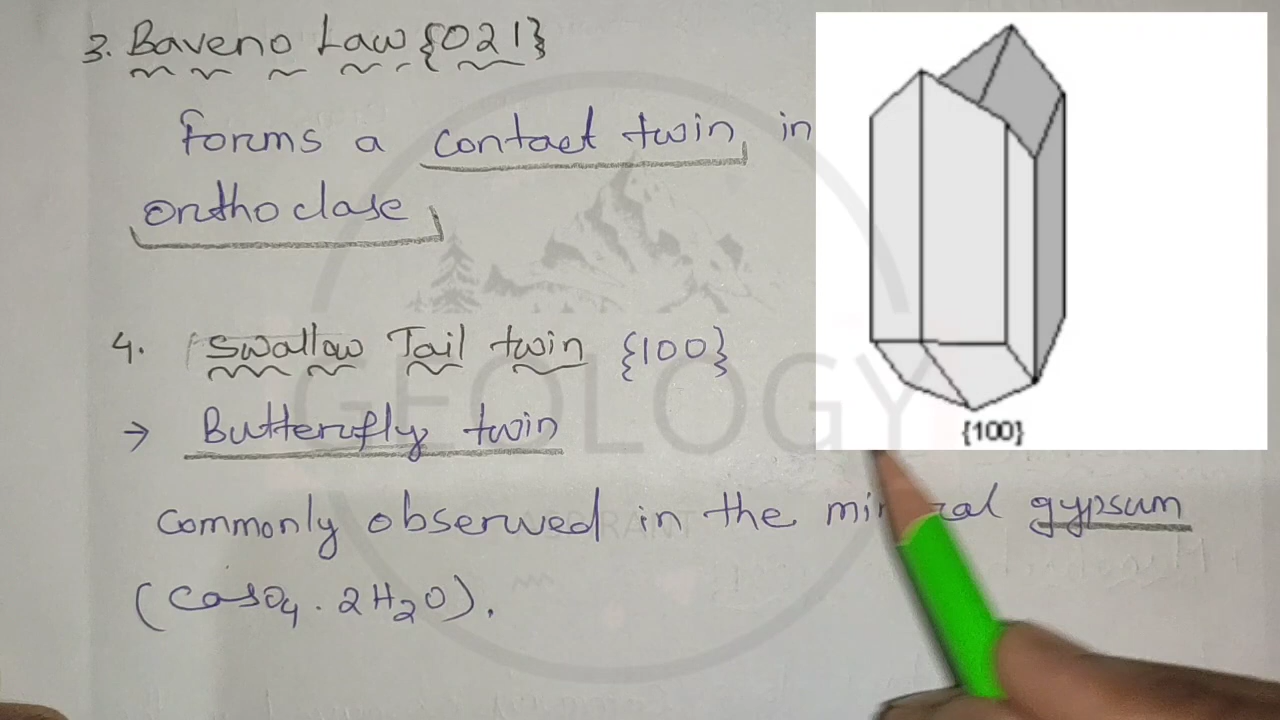 3. Baveno Law {021}
forms a contact twin in
orthoclase
4. Swallow Tail twin {100}
→ Butterfly twin
commonly observed in the mineral gypsum
(CaSO4 . 2H2O).
{100}
GEOLOGY